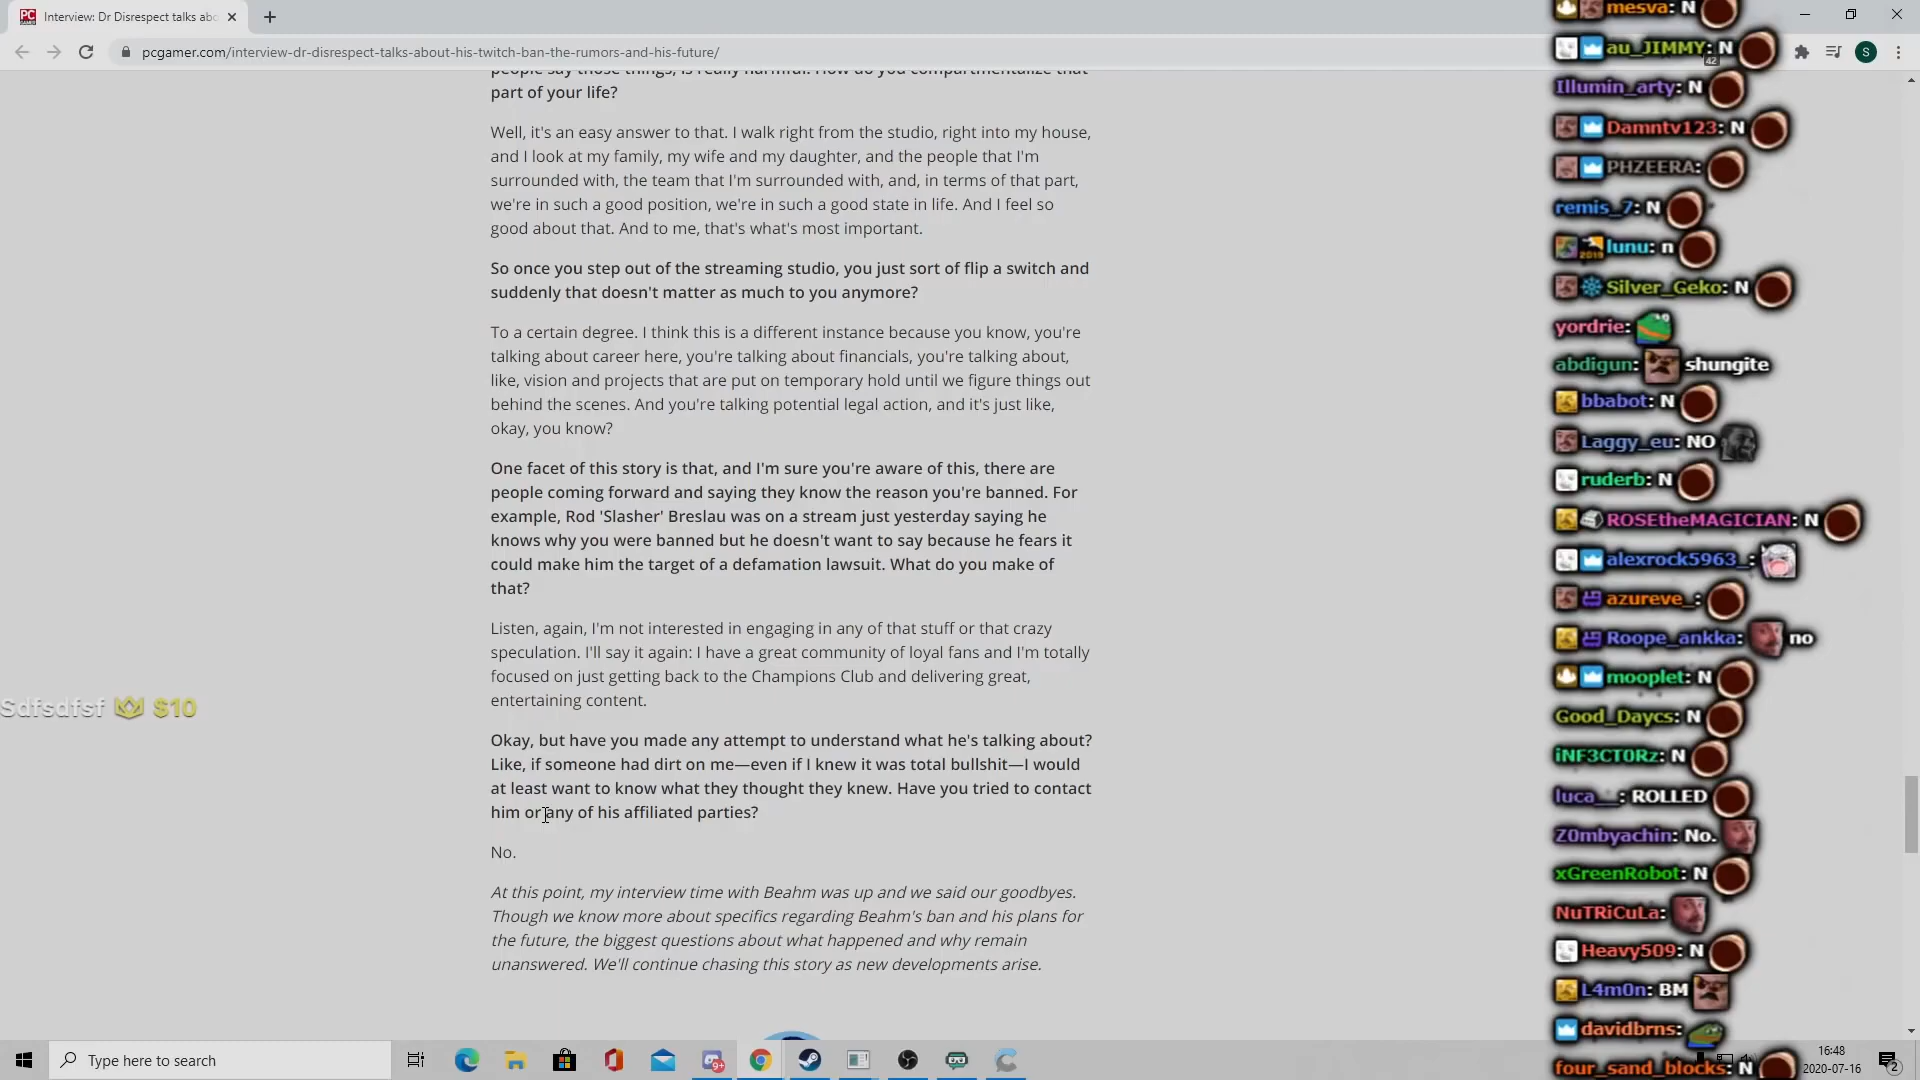 Interview: Dr Disrespect talks abo
pcgamer.com/interview-dr-disrespect-talks-about-his-twitch-ban-the-rumors-and-his-future/
S
people say those things, is really harmful. How do you compartmentalize that
part of your life?
Well, it's an easy answer to that. I walk right from the studio, right into my house,
and I look at my family, my wife and my daughter, and the people that I'm
surrounded with, the team that I'm surrounded with, and, in terms of that part,
we're in such a good position, we're in such a good state in life. And I feel so
good about that. And to me, that's what's most important.
So once you step out of the streaming studio, you just sort of flip a switch and
suddenly that doesn't matter as much to you anymore?
To a certain degree. I think this is a different instance because you know, you're
talking about career here, you're talking about financials, you're talking about,
like, vision and projects that are put on temporary hold until we figure things out
behind the scenes. And you're talking potential legal action, and it's just like,
okay, you know?
One facet of this story is that, and I'm sure you're aware of this, there are
people coming forward and saying they know the reason you're banned. For
example, Rod 'Slasher' Breslau was on a stream just yesterday saying he
knows why you were banned but he doesn't want to say because he fears it
could make him the target of a defamation lawsuit. What do you make of
that?
Listen, again, I'm not interested in engaging in any of that stuff or that crazy
speculation. I'll say it again: I have a great community of loyal fans and I'm totally
focused on just getting back to the Champions Club and delivering great,
entertaining content.
Okay, but have you made any attempt to understand what he's talking about?
Like, if someone had dirt on me—even if I knew it was total bullshit—I would
at least want to know what they thought they knew. Have you tried to contact
him or any of his affiliated parties?
No.
At this point, my interview time with Beahm was up and we said our goodbyes.
Though we know more about specifics regarding Beahm's ban and his plans for
the future, the biggest questions about what happened and why remain
unanswered. We'll continue chasing this story as new developments arise.
Sdfsdfsf $10
mesva: N
au_JIMMY: N
42
Illumin_arty: N
Damntv123: N
PHZEERA:
remis_7: N
lunu: n
Silver_Geko: N
yordrie:
abdigun: shungite
bbabot: N
Laggy_eu: NO
ruderb: N
ROSEtheMAGICIAN: N
alexrock5963_:
azureve_:
Roope_ankka: no
mooplet: N
Good_Daycs: N
iNF3CT0Rz: N
luca__: ROLLED
Z0mbyachin: No.
xGreenRobot: N
NuTRiCuLa:
Heavy509: N
L4m0n: BM
davidbrns:
four_sand_blocks: N
Type here to search
9+
16:48
2020-07-16
2